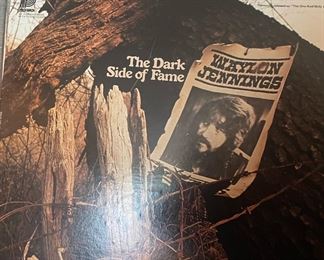 The Dark
Side of Fame
WAYLON
JENNINGS